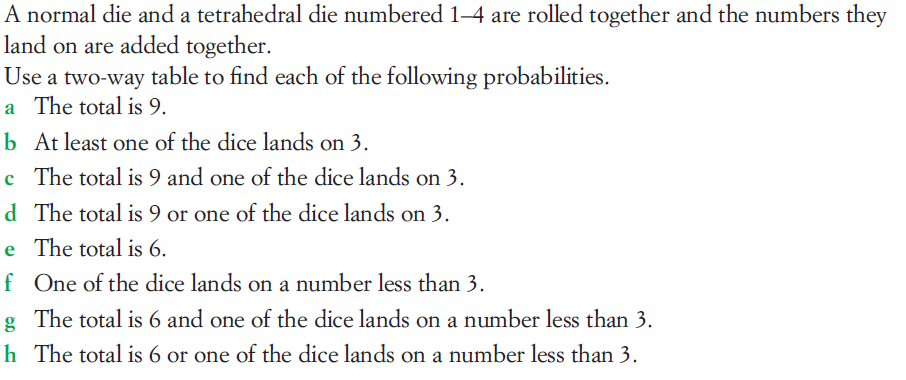 A normal die and a tetrahedral die numbered 1–4 are rolled together and the numbers they
land on are added together.
Use a two-way table to find each of the following probabilities.
a The total is 9.
b At least one of the dice lands on 3.
c The total is 9 and one of the dice lands on 3.
d The total is 9 or one of the dice lands on 3.
e The total is 6.
f One of the dice lands on a number less than 3.
g The total is 6 and one of the dice lands on a number less than 3.
h The total is 6 or one of the dice lands on a number less than 3.